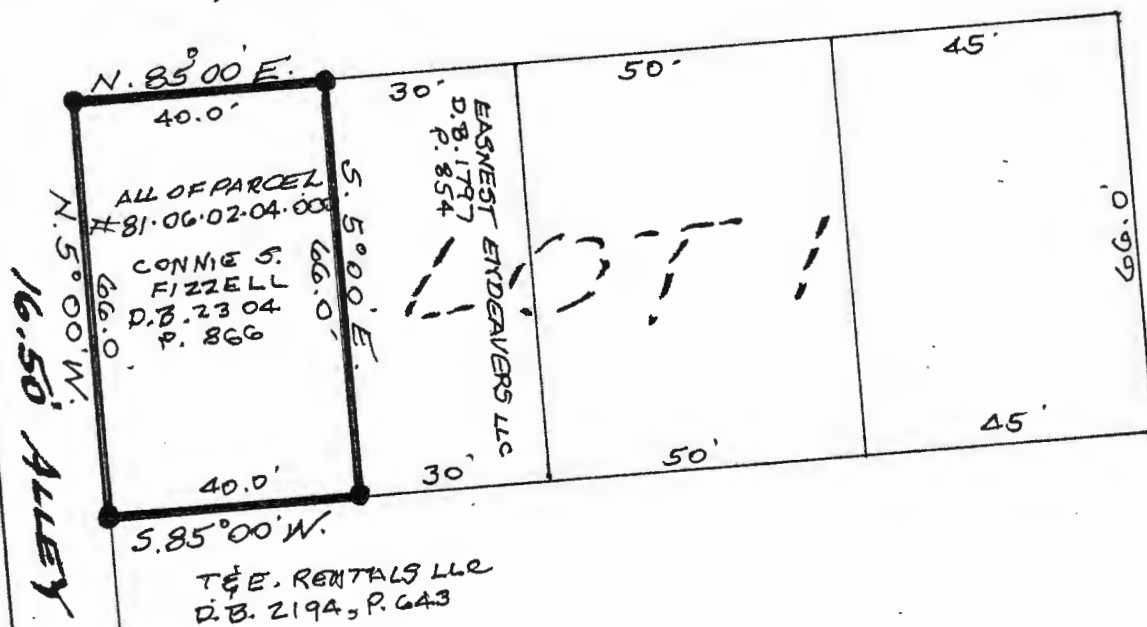 N. 85°00' E.
40.0'
30'
50'
45'
ALL OF PARCEL
#81.06.02.04.000
CONNIE S.
FIZZELL
D.B. 2304
P. 866
N. 5°00' W.
66.0'
S. 5°00' E.
66.0'
EARNEST ENDEAVERS LLC
D.B. 1797
P. 854
LOT 1
66.0'
16.50' ALLEY
40.0'
30'
50'
45'
S. 85°00' W.
T&E. RENTALS LLC
D.B. 2194, P. 643